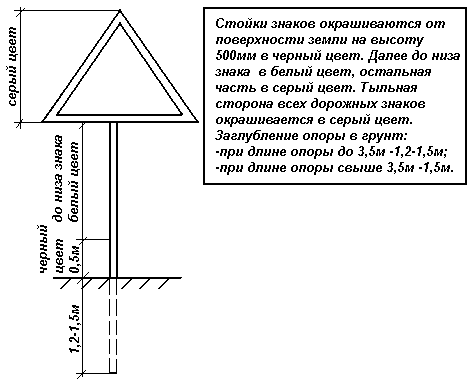 серый цвет
до низа знака
белый цвет
черный
цвет
0,5м
1,2-1,5м
Стойки знаков окрашиваются от
поверхности земли на высоту
500мм в черный цвет. Далее до низа
знака в белый цвет, остальная
часть в серый цвет. Тыльная
сторона всех дорожных знаков
окрашивается в серый цвет.
Заглубление опоры в грунт:
-при длине опоры до 3,5м -1,2-1,5м;
-при длине опоры свыше 3,5м -1,5м.